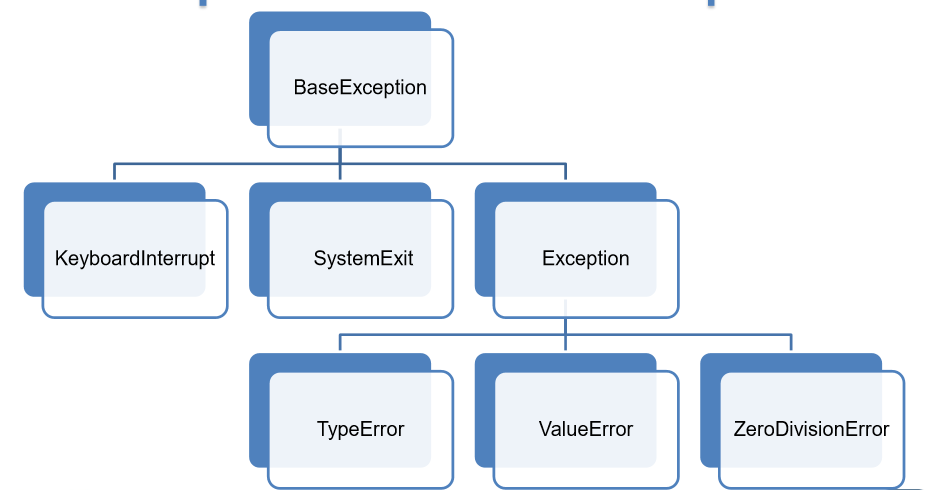 BaseException
KeyboardInterrupt
SystemExit
Exception
TypeError
ValueError
ZeroDivisionError